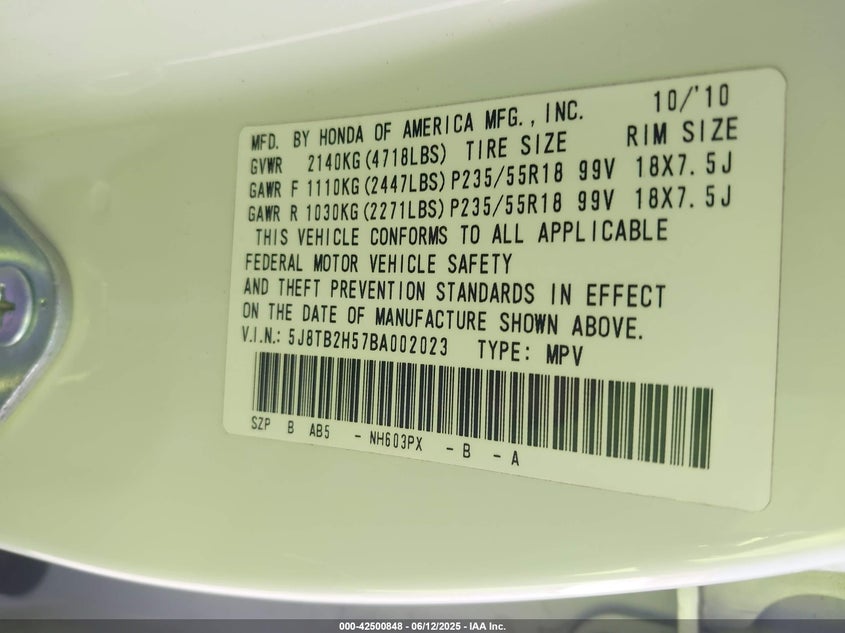 10/'10
MFD. BY HONDA OF AMERICA MFG., INC.
GVWR 2140KG(4718LBS) TIRE SIZE RIM SIZE
GAWR F 1110KG(2447LBS) P235/55R18 99V 18X7.5J
GAWR R 1030KG(2271LBS) P235/55R18 99V 18X7.5J
THIS VEHICLE CONFORMS TO ALL APPLICABLE
FEDERAL MOTOR VEHICLE SAFETY
AND THEFT PREVENTION STANDARDS IN EFFECT
ON THE DATE OF MANUFACTURE SHOWN ABOVE.
V.I.N.: 5J8TB2H57BA002023 TYPE: MPV
SZP B AB5 - NH603PX - B - A
000-42500848 - 06/12/2025 - IAA Inc.